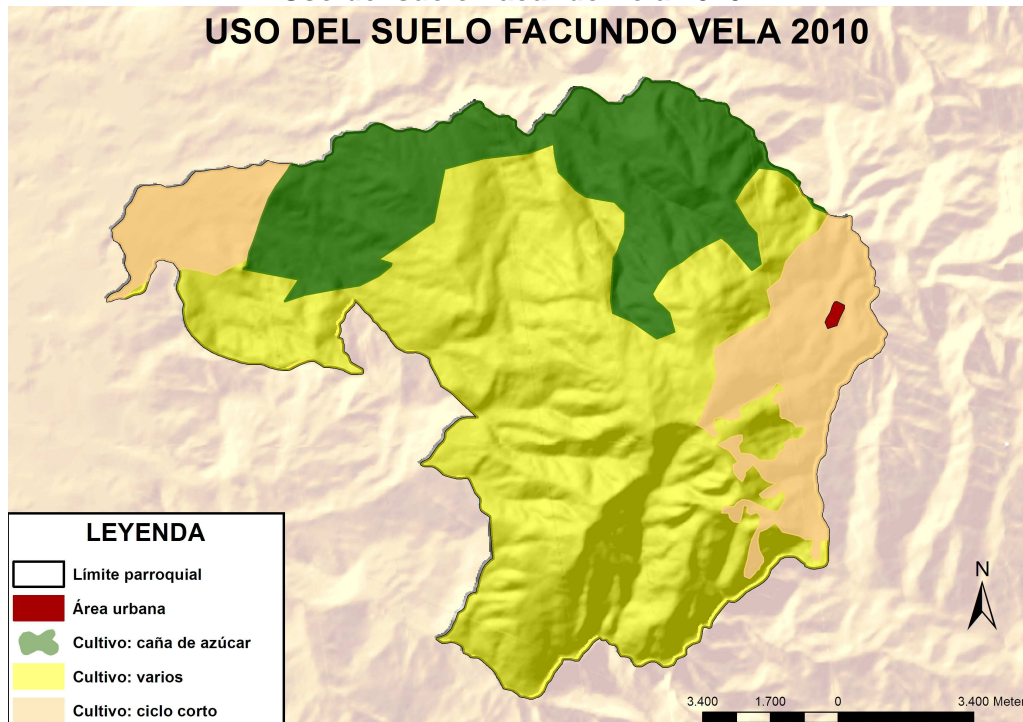 USO DEL SUELO FACUNDO VELA 2010
LEYENDA
Límite parroquial
Área urbana
Cultivo: caña de azúcar
Cultivo: varios
Cultivo: ciclo corto
N
3.400 1.700 0 3.400 Meter